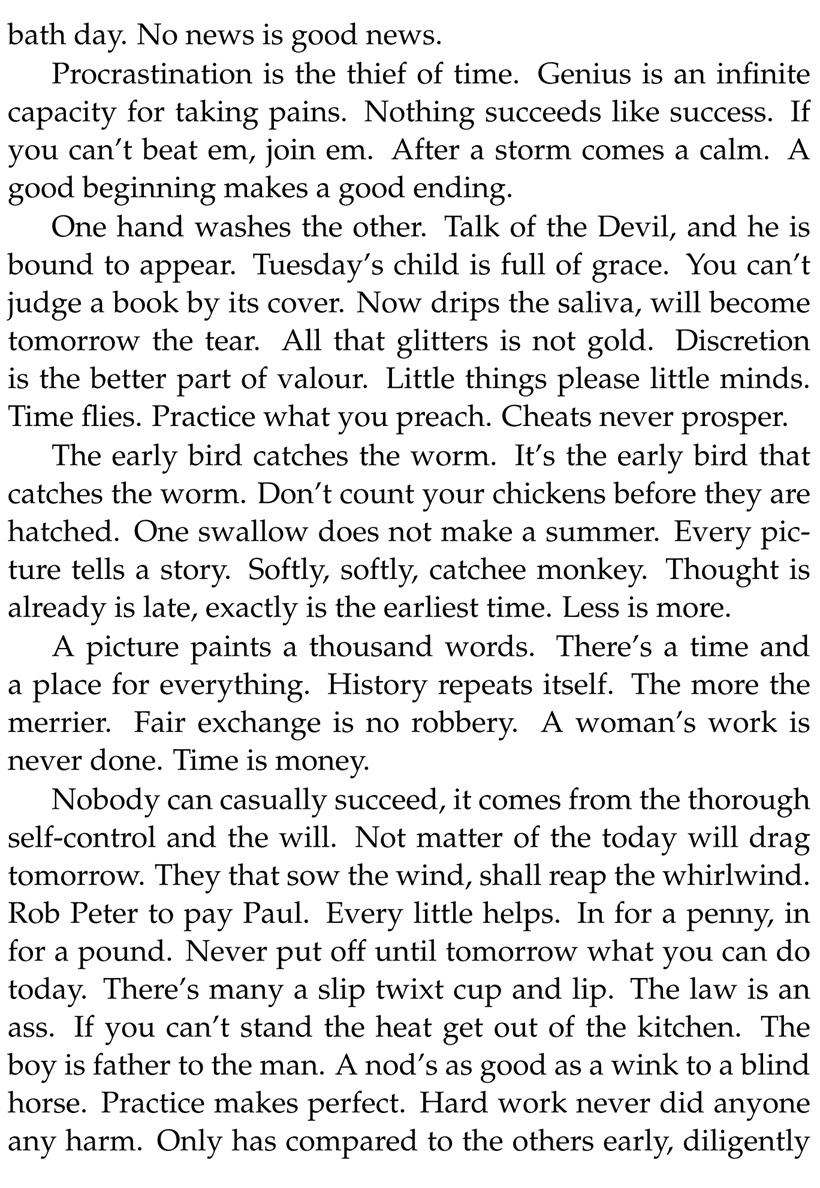 bath day. No news is good news.
Procrastination is the thief of time. Genius is an infinite
capacity for taking pains. Nothing succeeds like success. If
you can't beat em, join em. After a storm comes a calm. A
good beginning makes a good ending.
One hand washes the other. Talk of the Devil, and he is
bound to appear. Tuesday's child is full of grace. You can't
judge a book by its cover. Now drips the saliva, will become
tomorrow the tear. All that glitters is not gold. Discretion
is the better part of valour. Little things please little minds.
Time flies. Practice what you preach. Cheats never prosper.
The early bird catches the worm. It's the early bird that
catches the worm. Don't count your chickens before they are
hatched. One swallow does not make a summer. Every pic-
ture tells a story. Softly, softly, catchee monkey. Thought is
already is late, exactly is the earliest time. Less is more.
A picture paints a thousand words. There's a time and
a place for everything. History repeats itself. The more the
merrier. Fair exchange is no robbery. A woman's work is
never done. Time is money.
Nobody can casually succeed, it comes from the thorough
self-control and the will. Not matter of the today will drag
tomorrow. They that sow the wind, shall reap the whirlwind.
Rob Peter to pay Paul. Every little helps. In for a penny, in
for a pound. Never put off until tomorrow what you can do
today. There's many a slip twixt cup and lip. The law is an
ass. If you can't stand the heat get out of the kitchen. The
boy is father to the man. A nod's as good as a wink to a blind
horse. Practice makes perfect. Hard work never did anyone
any harm. Only has compared to the others early, diligently